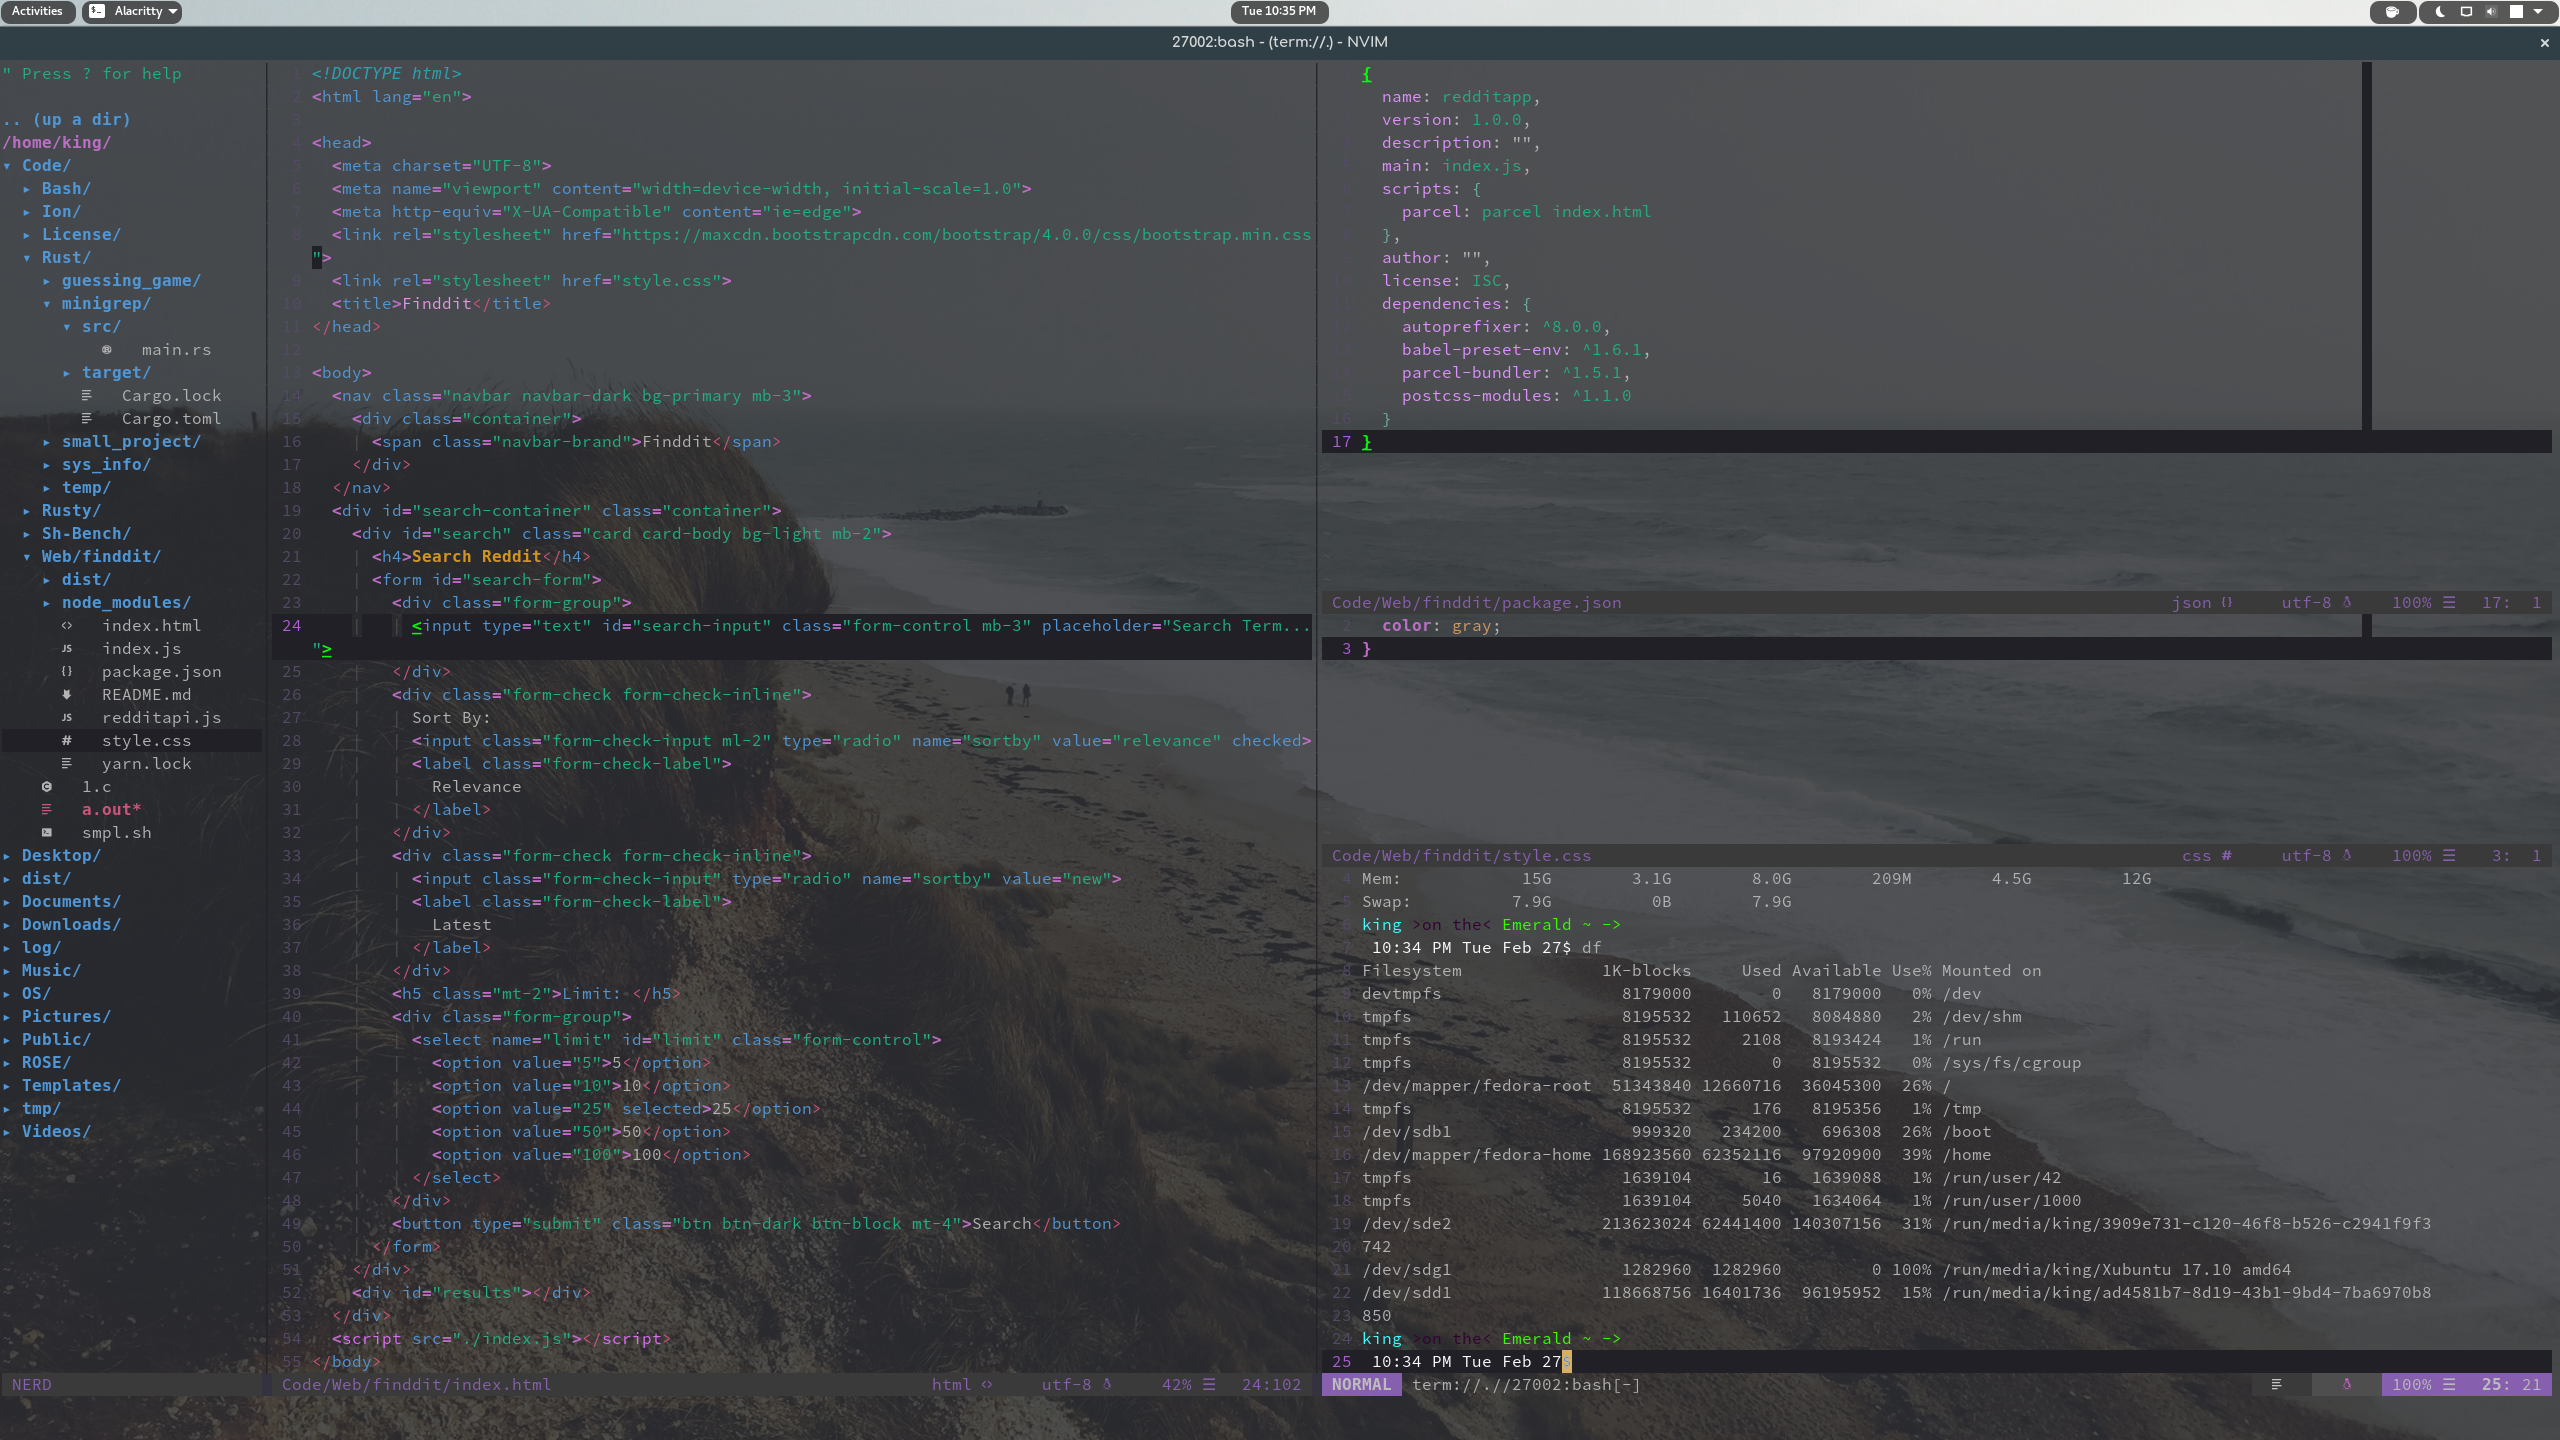 Activities
Alacritty
Tue 10:35 PM
27002:bash - (term://.) - NVIM
" Press ? for help
.. (up a dir)
/home/king/
▾ Code/
▸ Bash/
▸ Ion/
▸ License/
▾ Rust/
▸ guessing_game/
▾ minigrep/
▾ src/
main.rs
▸ target/
Cargo.lock
Cargo.toml
▸ small_project/
▸ sys_info/
▸ temp/
▸ Rusty/
▸ Sh-Bench/
▾ Web/finddit/
▸ dist/
▸ node_modules/
<> index.html
JS index.js
{} package.json
README.md
JS redditapi.js
# style.css
yarn.lock
1.c
a.out*
smpl.sh
▸ Desktop/
▸ dist/
▸ Documents/
▸ Downloads/
▸ log/
▸ Music/
▸ OS/
▸ Pictures/
▸ Public/
▸ ROSE/
▸ Templates/
▸ tmp/
▸ Videos/
NERD
1 <!DOCTYPE html>
2 <html lang="en">
3
4 <head>
5 <meta charset="UTF-8">
6 <meta name="viewport" content="width=device-width, initial-scale=1.0">
7 <meta http-equiv="X-UA-Compatible" content="ie=edge">
8 <link rel="stylesheet" href="https://maxcdn.bootstrapcdn.com/bootstrap/4.0.0/css/bootstrap.min.css
">
9 <link rel="stylesheet" href="style.css">
10 <title>Finddit</title>
11 </head>
12
13 <body>
14 <nav class="navbar navbar-dark bg-primary mb-3">
15 <div class="container">
16 <span class="navbar-brand">Finddit</span>
17 </div>
18 </nav>
19 <div id="search-container" class="container">
20 <div id="search" class="card card-body bg-light mb-2">
21 <h4>Search Reddit</h4>
22 <form id="search-form">
23 <div class="form-group">
24 <input type="text" id="search-input" class="form-control mb-3" placeholder="Search Term...
">
25 </div>
26 <div class="form-check form-check-inline">
27 Sort By:
28 <input class="form-check-input ml-2" type="radio" name="sortby" value="relevance" checked>
29 <label class="form-check-label">
30 Relevance
31 </label>
32 </div>
33 <div class="form-check form-check-inline">
34 <input class="form-check-input" type="radio" name="sortby" value="new">
35 <label class="form-check-label">
36 Latest
37 </label>
38 </div>
39 <h5 class="mt-2">Limit: </h5>
40 <div class="form-group">
41 <select name="limit" id="limit" class="form-control">
42 <option value="5">5</option>
43 <option value="10">10</option>
44 <option value="25" selected>25</option>
45 <option value="50">50</option>
46 <option value="100">100</option>
47 </select>
48 </div>
49 <button type="submit" class="btn btn-dark btn-block mt-4">Search</button>
50 </form>
51 </div>
52 <div id="results"></div>
53 </div>
54 <script src="./index.js"></script>
55 </body>
Code/Web/finddit/index.html html <> utf-8 42% ☰ 24:102
{
name: redditapp,
version: 1.0.0,
description: "",
main: index.js,
scripts: {
parcel: parcel index.html
},
author: "",
license: ISC,
dependencies: {
autoprefixer: ^8.0.0,
babel-preset-env: ^1.6.1,
parcel-bundler: ^1.5.1,
postcss-modules: ^1.1.0
16 }
17 }
Code/Web/finddit/package.json json {} utf-8 100% ☰ 17: 1
2 color: gray;
3 }
Code/Web/finddit/style.css css # utf-8 100% ☰ 3: 1
4 Mem: 15G 3.1G 8.0G 209M 4.5G 12G
5 Swap: 7.9G 0B 7.9G
6 king >on the< Emerald ~ ->
7 10:34 PM Tue Feb 27$ df
8 Filesystem 1K-blocks Used Available Use% Mounted on
9 devtmpfs 8179000 0 8179000 0% /dev
10 tmpfs 8195532 110652 8084880 2% /dev/shm
11 tmpfs 8195532 2108 8193424 1% /run
12 tmpfs 8195532 0 8195532 0% /sys/fs/cgroup
13 /dev/mapper/fedora-root 51343840 12660716 36045300 26% /
14 tmpfs 8195532 176 8195356 1% /tmp
15 /dev/sdb1 999320 234200 696308 26% /boot
16 /dev/mapper/fedora-home 168923560 62352116 97920900 39% /home
17 tmpfs 1639104 16 1639088 1% /run/user/42
18 tmpfs 1639104 5040 1634064 1% /run/user/1000
19 /dev/sde2 213623024 62441400 140307156 31% /run/media/king/3909e731-c120-46f8-b526-c2941f9f3
20 742
21 /dev/sdg1 1282960 1282960 0 100% /run/media/king/Xubuntu 17.10 amd64
22 /dev/sdd1 118668756 16401736 96195952 15% /run/media/king/ad4581b7-8d19-43b1-9bd4-7ba6970b8
23 850
24 king >on the< Emerald ~ ->
25 10:34 PM Tue Feb 27$
NORMAL term://.//27002:bash[-] 100% ☰ 25: 21